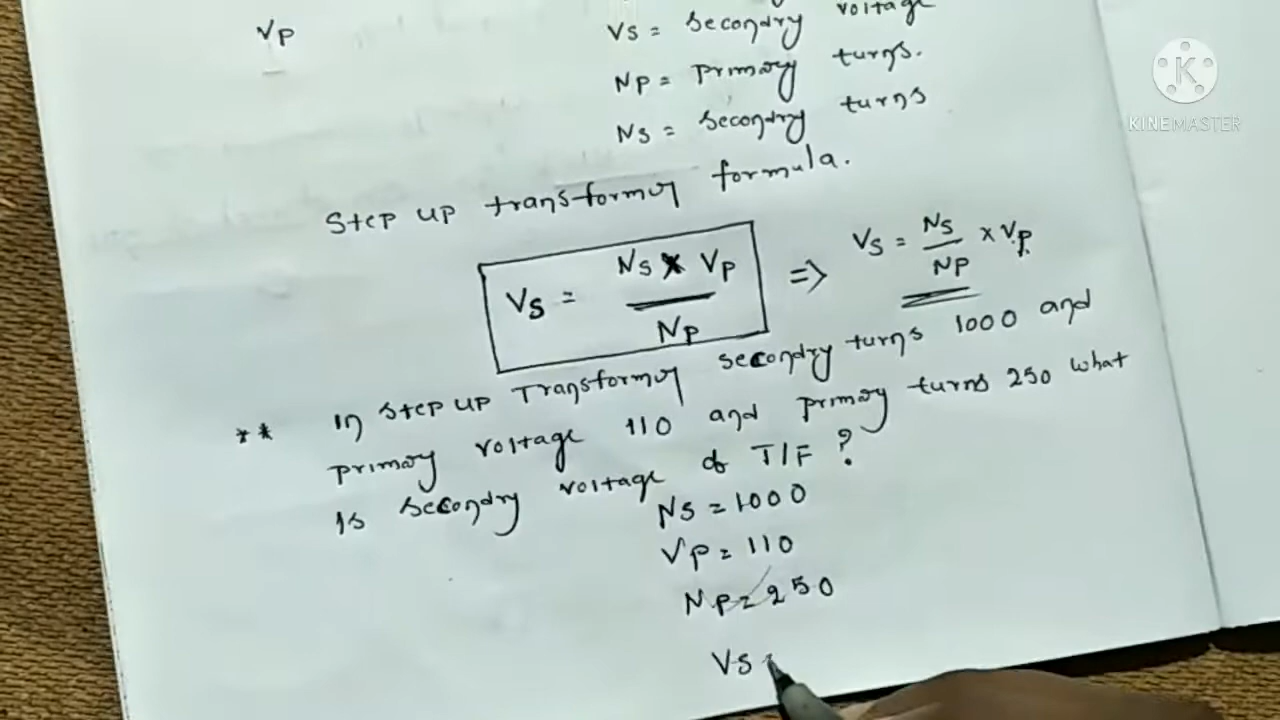 Vp
Vs = Secondry voltage
Np = Primary turns.
Ns = Secondry turns
Step up transformer formula.
Vs = Ns x Vp / Np => Vs = Ns / Np x Vp
** In Step up Transformer secondry turns 1000 and
primary voltage 110 and primary turns 250 what
is secondry voltage of T/F ?
Ns = 1000
Vp = 110
Np = 250
Vs =
KINEMASTER